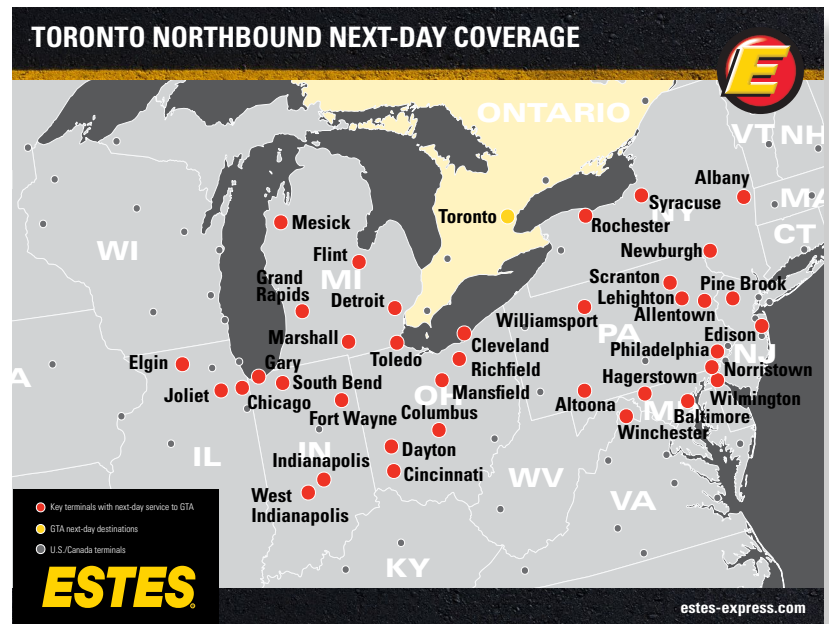 TORONTO NORTHBOUND NEXT-DAY COVERAGE
E
ONTARIO
VT
NH
Albany
MA
Syracuse
NY
Toronto
Rochester
CT
Mesick
WI
Newburgh
Flint
MI
Grand
Rapids
Scranton
Pine Brook
Detroit
Lehighton
Allentown
Williamsport
PA
Edison
Marshall
Toledo
Cleveland
Philadelphia
NJ
Elgin
Gary
Richfield
Norristown
Joliet
Chicago
South Bend
OH
Mansfield
Hagerstown
Wilmington
Fort Wayne
Columbus
Altoona
Baltimore
Winchester
IL
IN
Dayton
Indianapolis
Cincinnati
WV
West
Indianapolis
VA
KY
Key terminals with next-day service to GTA
GTA next-day destinations
U.S./Canada terminals
ESTES
estes-express.com